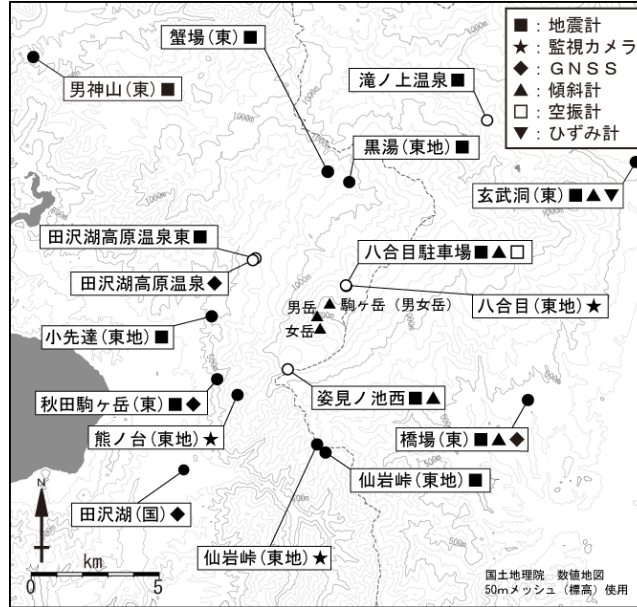 蟹場(東)■
■：地震計
★：監視カメラ
◆：ＧＮＳＳ
▲：傾斜計
□：空振計
▼：ひずみ計
男神山(東)■
滝ノ上温泉■
黒湯(東地)■
玄武洞(東)■▲▼
1000m
1000m
1000m
1000m
田沢湖高原温泉東■
田沢湖高原温泉◆
八合目駐車場■▲□
八合目(東地)★
男岳
駒ヶ岳（男女岳）
女岳
小先達(東地)■
秋田駒ヶ岳(東)■◆
姿見ノ池西■▲
熊ノ台(東地)★
橋場(東)■▲◆
500m
仙岩峠(東地)■
田沢湖(国)◆
仙岩峠(東地)★
N
km
0
5
国土地理院　数値地図
50mメッシュ（標高）使用